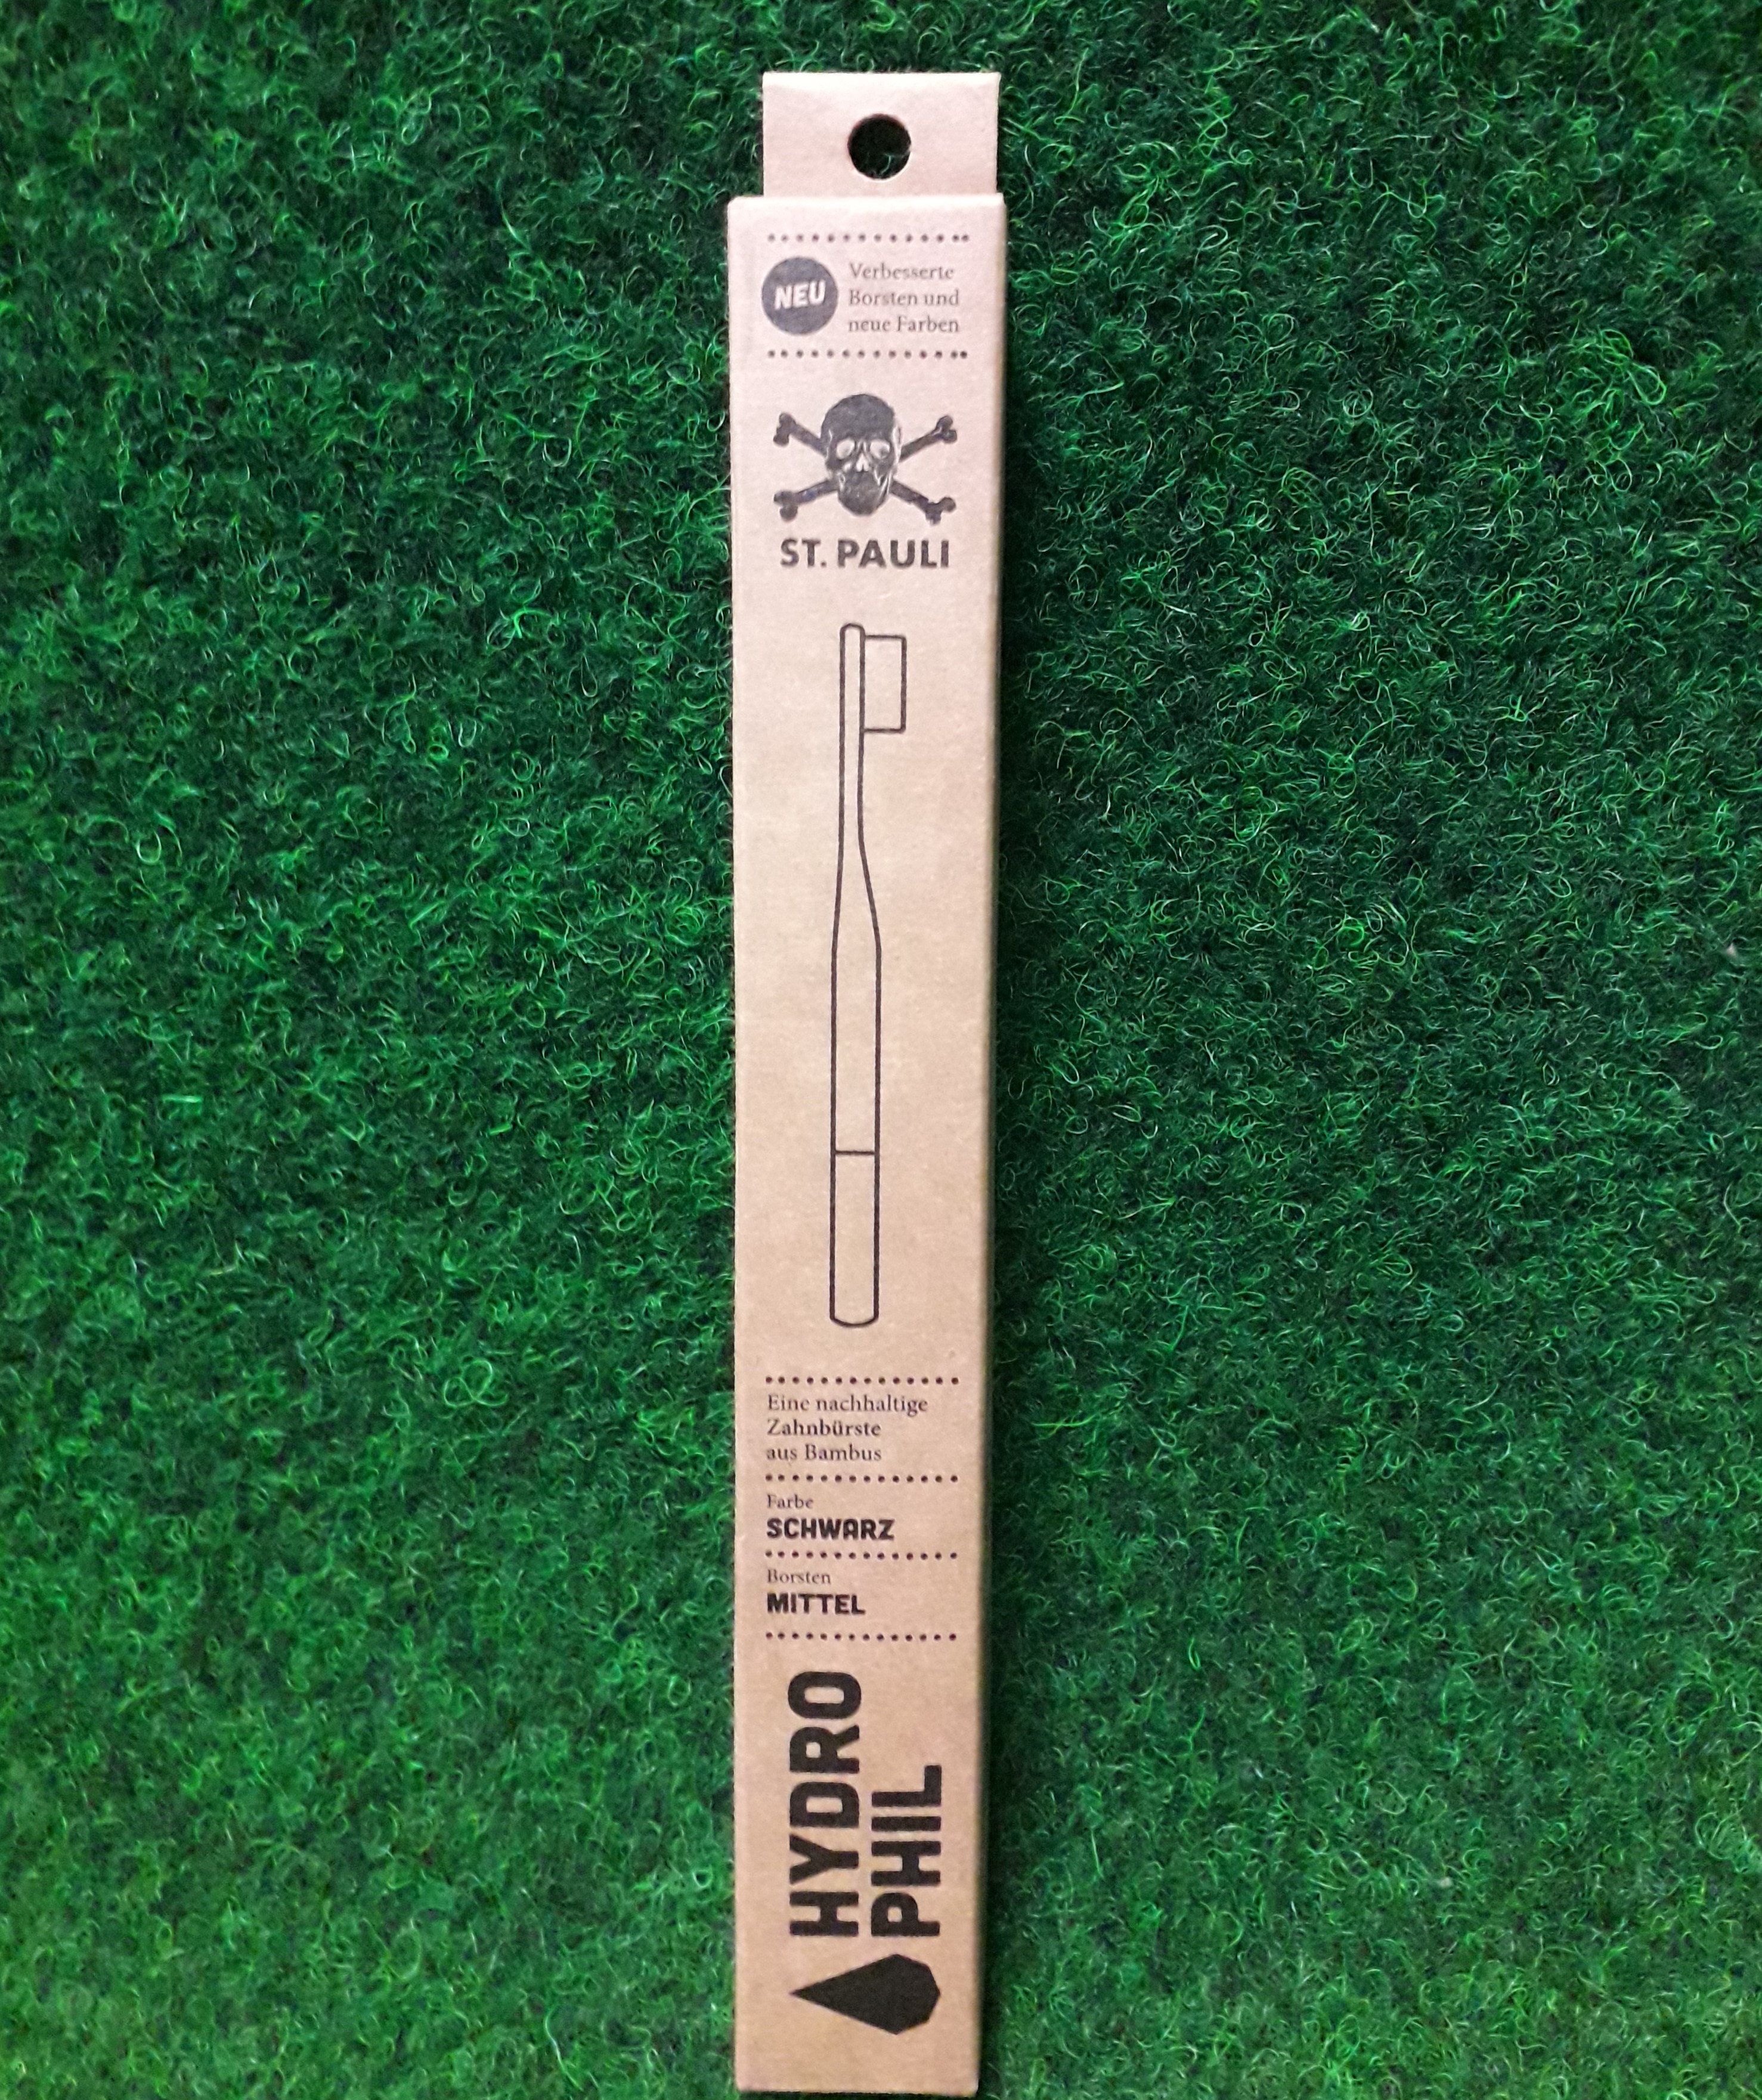 NEU
Verbesserte
Borsten und
neue Farben
ST. PAULI
Eine nachhaltige
Zahnbürste
aus Bambus
Farbe
SCHWARZ
Borsten
MITTEL
HYDRO
PHIL